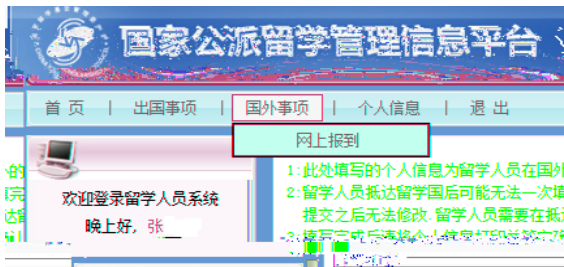 国家公派留学管理信息平台
首 页 | 出国事项 | 国外事项 | 个人信息 | 退 出
网上报到
欢迎登录留学人员系统
晚上好，张
1:此处填写的个人信息为留学人员在国外
2:留学人员抵达留学国后可能无法一次填
提交之后无法修改.留学人员需要在抵